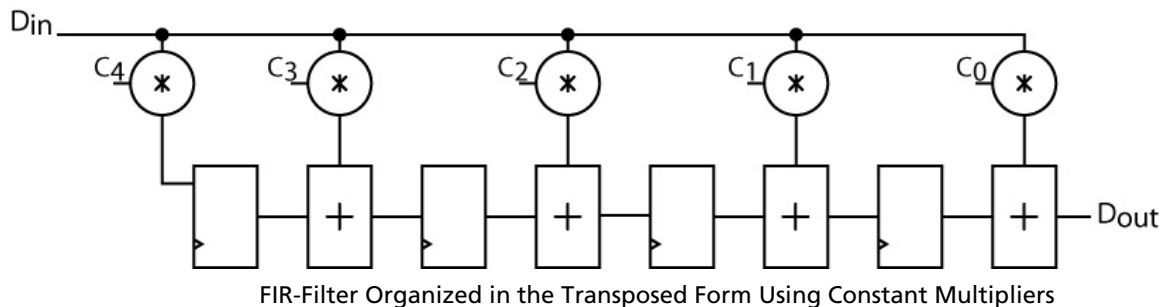 Din
C4 * C3 * C2 * C1 * C0 *
+ + + + Dout
FIR-Filter Organized in the Transposed Form Using Constant Multipliers